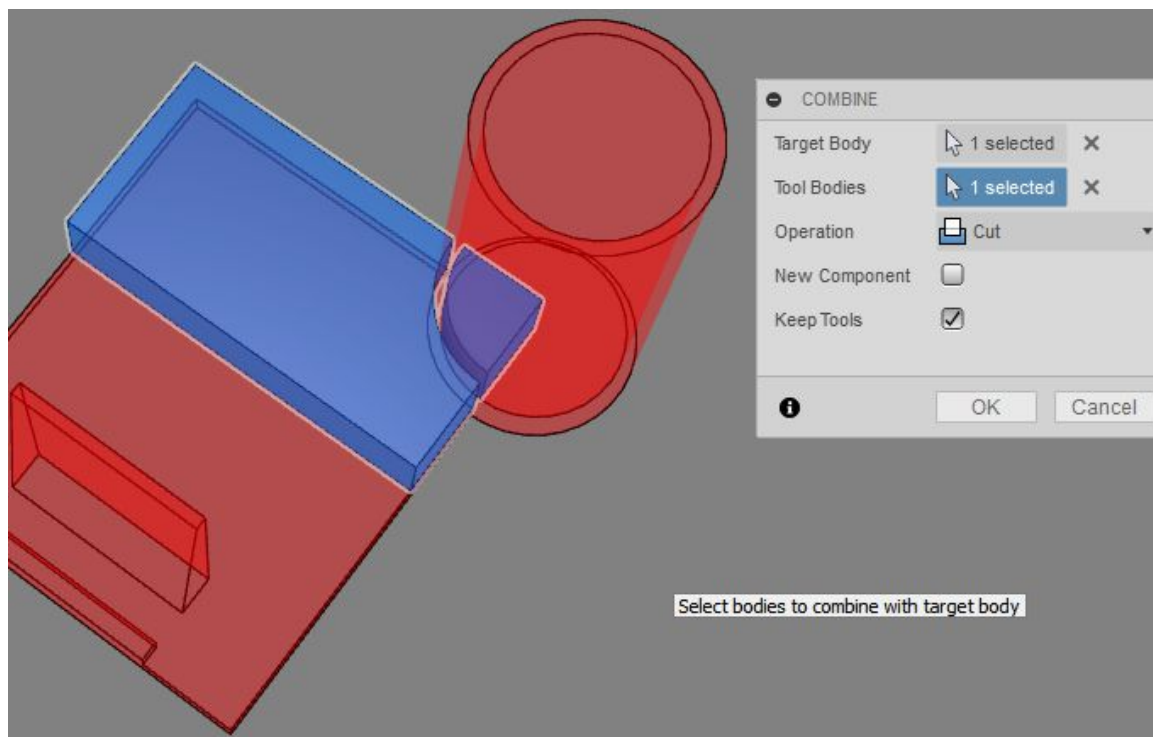 COMBINE
Target Body 1 selected
Tool Bodies 1 selected
Operation Cut
New Component
Keep Tools
OK Cancel
Select bodies to combine with target body